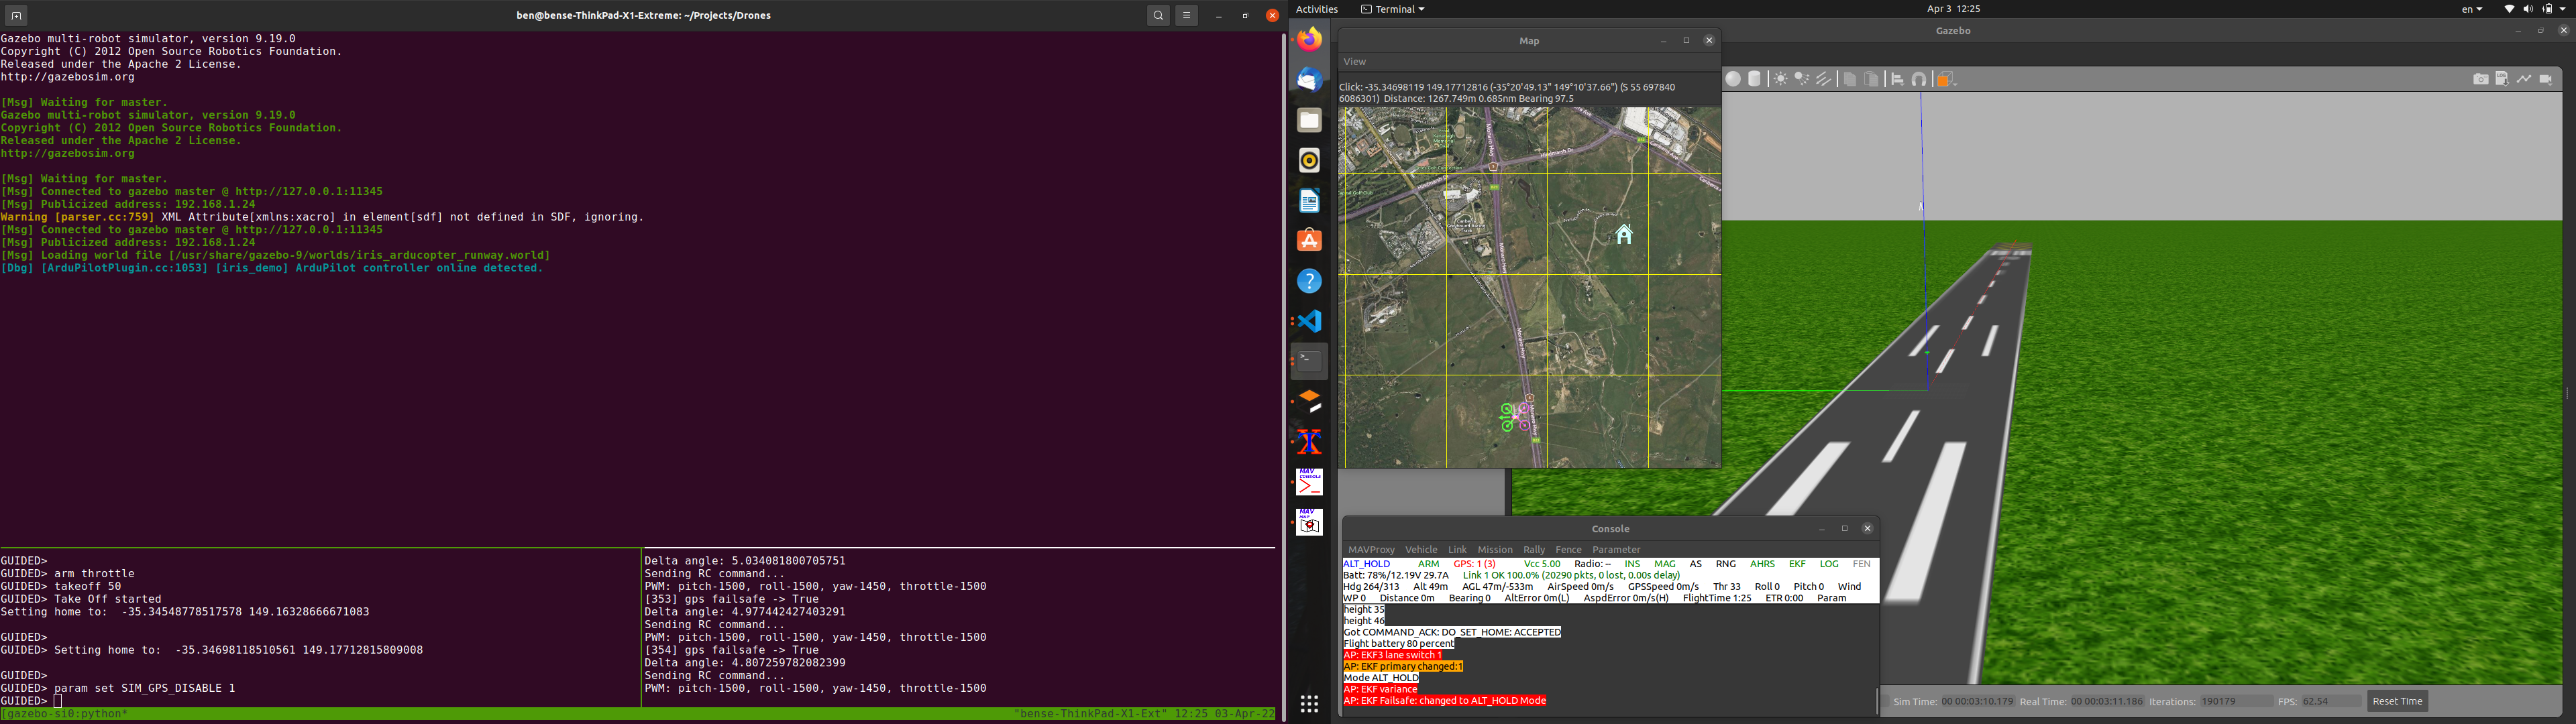 ben@bense-ThinkPad-X1-Extreme: ~/Projects/Drones
Gazebo multi-robot simulator, version 9.19.0
Copyright (C) 2012 Open Source Robotics Foundation.
Released under the Apache 2 License.
http://gazebosim.org
[Msg] Waiting for master.
Gazebo multi-robot simulator, version 9.19.0
Copyright (C) 2012 Open Source Robotics Foundation.
Released under the Apache 2 License.
http://gazebosim.org
[Msg] Waiting for master.
[Msg] Connected to gazebo master @ http://127.0.0.1:11345
[Msg] Publicized address: 192.168.1.24
Warning [parser.cc:759] XML Attribute[xmlns:xacro] in element[sdf] not defined in SDF, ignoring.
[Msg] Connected to gazebo master @ http://127.0.0.1:11345
[Msg] Publicized address: 192.168.1.24
[Msg] Loading world file [/usr/share/gazebo-9/worlds/iris_arducopter_runway.world]
[Dbg] [ArduPilotPlugin.cc:1053] [iris_demo] ArduPilot controller online detected.
GUIDED>
GUIDED> arm throttle
GUIDED> takeoff 50
GUIDED> Take Off started
Setting home to:  -35.34548778517578 149.16328666671083
GUIDED>
GUIDED> Setting home to:  -35.34698118510561 149.17712815809008
GUIDED>
GUIDED> param set SIM_GPS_DISABLE 1
GUIDED>
Delta angle: 5.034081800705751
Sending RC command...
PWM: pitch-1500, roll-1500, yaw-1450, throttle-1500
[353] gps failsafe -> True
Delta angle: 4.977442427403291
Sending RC command...
PWM: pitch-1500, roll-1500, yaw-1450, throttle-1500
[354] gps failsafe -> True
Delta angle: 4.807259782082399
Sending RC command...
PWM: pitch-1500, roll-1500, yaw-1450, throttle-1500
[gazebo-si0:python*
"bense-ThinkPad-X1-Ext" 12:25 03-Apr-22
Activities
Terminal
Apr 3 12:25
en
Gazebo
Map
View
Click: -35.34698119 149.17712816 (-35°20'49.13" 149°10'37.66") (S 55 697840
6086301) Distance: 1267.749m 0.685nm Bearing 97.5
Hindmarsh Dr
Monaro Hwy
Monaro Hwy
Monaro Hwy
Console
MAVProxy Vehicle Link Mission Rally Fence Parameter
ALT_HOLD ARM GPS: 1 (3) Vcc 5.00 Radio: -- INS MAG AS RNG AHRS EKF LOG FEN
Batt: 78%/12.19V 29.7A Link 1 OK 100.0% (20290 pkts, 0 lost, 0.00s delay)
Hdg 264/313 Alt 49m AGL 47m/-533m AirSpeed 0m/s GPSSpeed 0m/s Thr 33 Roll 0 Pitch 0 Wind
WP 0 Distance 0m Bearing 0 AltError 0m(L) AspdError 0m/s(H) FlightTime 1:25 ETR 0:00 Param
height 35
height 46
Got COMMAND_ACK: DO_SET_HOME: ACCEPTED
Flight battery 80 percent
AP: EKF3 lane switch 1
AP: EKF primary changed:1
Mode ALT_HOLD
AP: EKF variance
AP: EKF Failsafe: changed to ALT_HOLD Mode
Sim Time: 00 00:03:10.179 Real Time: 00 00:03:11.186 Iterations: 190179 FPS: 62.54 Reset Time